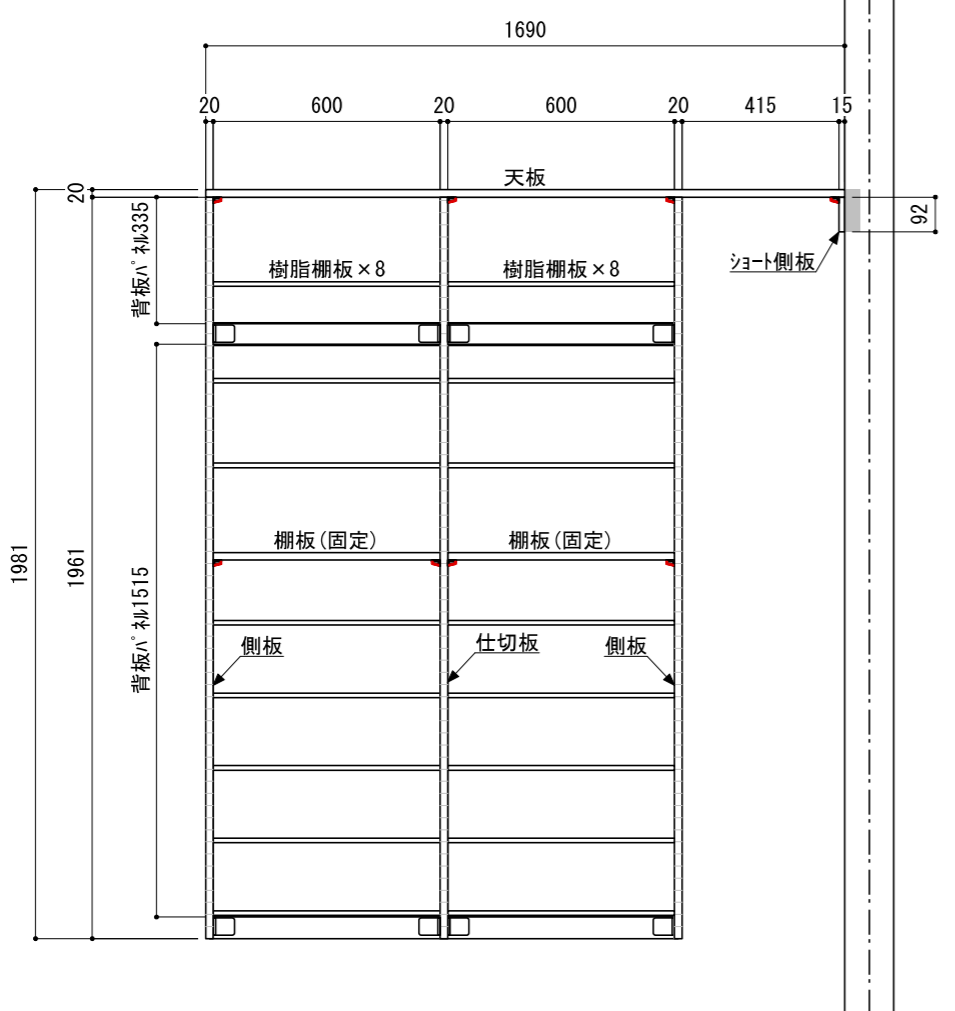 1690
20 600 20 600 20 415 15
天板
20
背板ﾊﾟﾈﾙ335
樹脂棚板×8 樹脂棚板×8
ｼｮｰﾄ側板
92
1981
1961
棚板(固定) 棚板(固定)
背板ﾊﾟﾈﾙ1515
側板 仕切板 側板